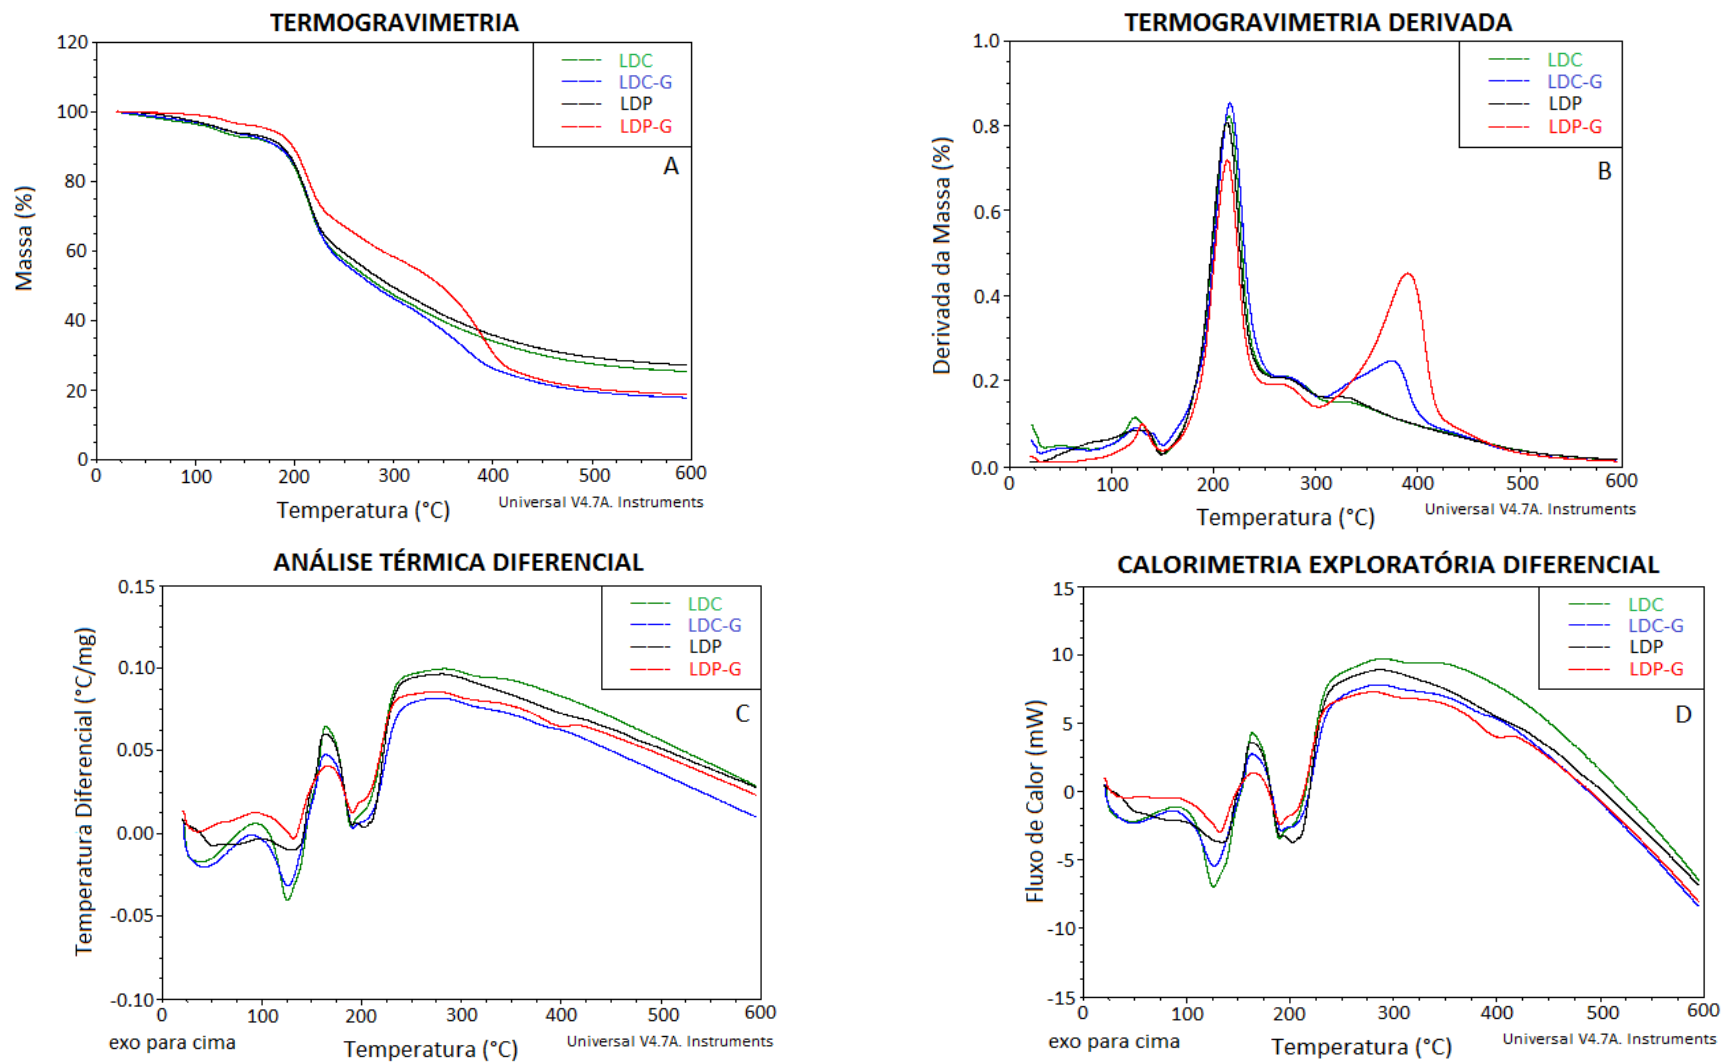 TERMOGRAVIMETRIA
120
100
80
60
40
20
0
0 100 200 300 400 500 600
Massa (%)
LDC
LDC-G
LDP
LDP-G
A
Temperatura (°C)
Universal V4.7A. Instruments
TERMOGRAVIMETRIA DERIVADA
1.0
0.8
0.6
0.4
0.2
0.0
0 100 200 300 400 500 600
Derivada da Massa (%)
LDC
LDC-G
LDP
LDP-G
B
Temperatura (°C)
Universal V4.7A. Instruments
ANÁLISE TÉRMICA DIFERENCIAL
0.15
0.10
0.05
0.00
-0.05
-0.10
0 100 200 300 400 500 600
Temperatura Diferencial (°C/mg)
LDC
LDC-G
LDP
LDP-G
C
exo para cima
Temperatura (°C)
Universal V4.7A. Instruments
CALORIMETRIA EXPLORATÓRIA DIFERENCIAL
15
10
5
0
-5
-10
-15
0 100 200 300 400 500 600
Fluxo de Calor (mW)
LDC
LDC-G
LDP
LDP-G
D
exo para cima
Temperatura (°C)
Universal V4.7A. Instruments